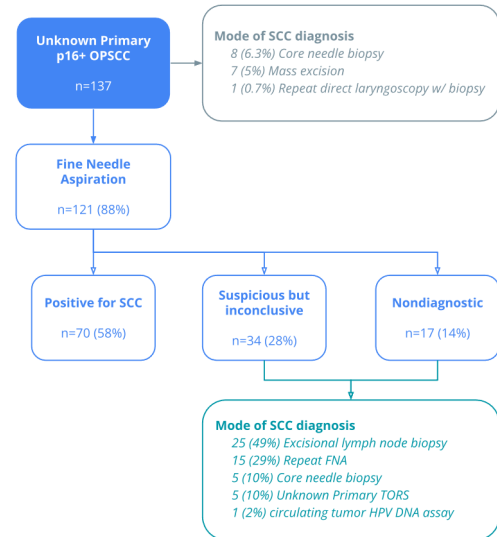 Unknown Primary
p16+ OPSCC
n=137
Mode of SCC diagnosis
8 (6.3%) Core needle biopsy
7 (5%) Mass excision
1 (0.7%) Repeat direct laryngoscopy w/ biopsy
Fine Needle
Aspiration
n=121 (88%)
Positive for SCC
n=70 (58%)
Suspicious but
inconclusive
n=34 (28%)
Nondiagnostic
n=17 (14%)
Mode of SCC diagnosis
25 (49%) Excisional lymph node biopsy
15 (29%) Repeat FNA
5 (10%) Core needle biopsy
5 (10%) Unknown Primary TORS
1 (2%) circulating tumor HPV DNA assay